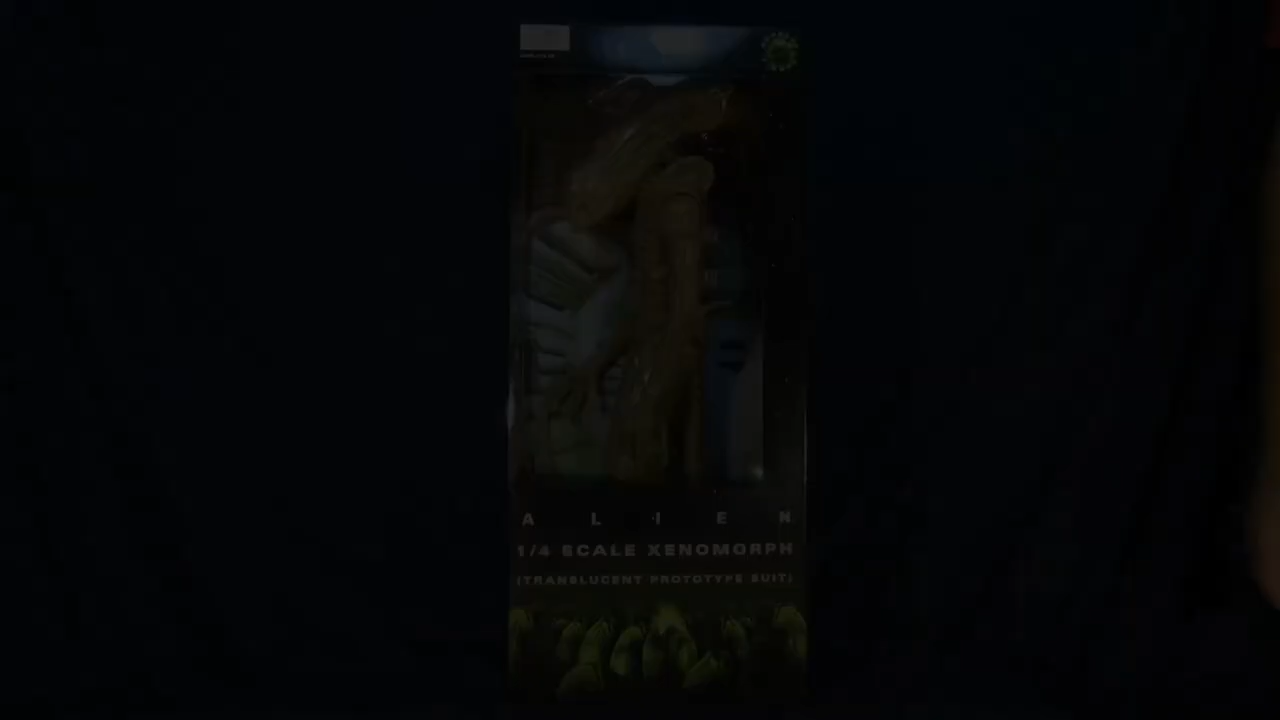 A L I E N
1/4 SCALE XENOMORPH
(TRANSLUCENT PROTOTYPE SUIT)